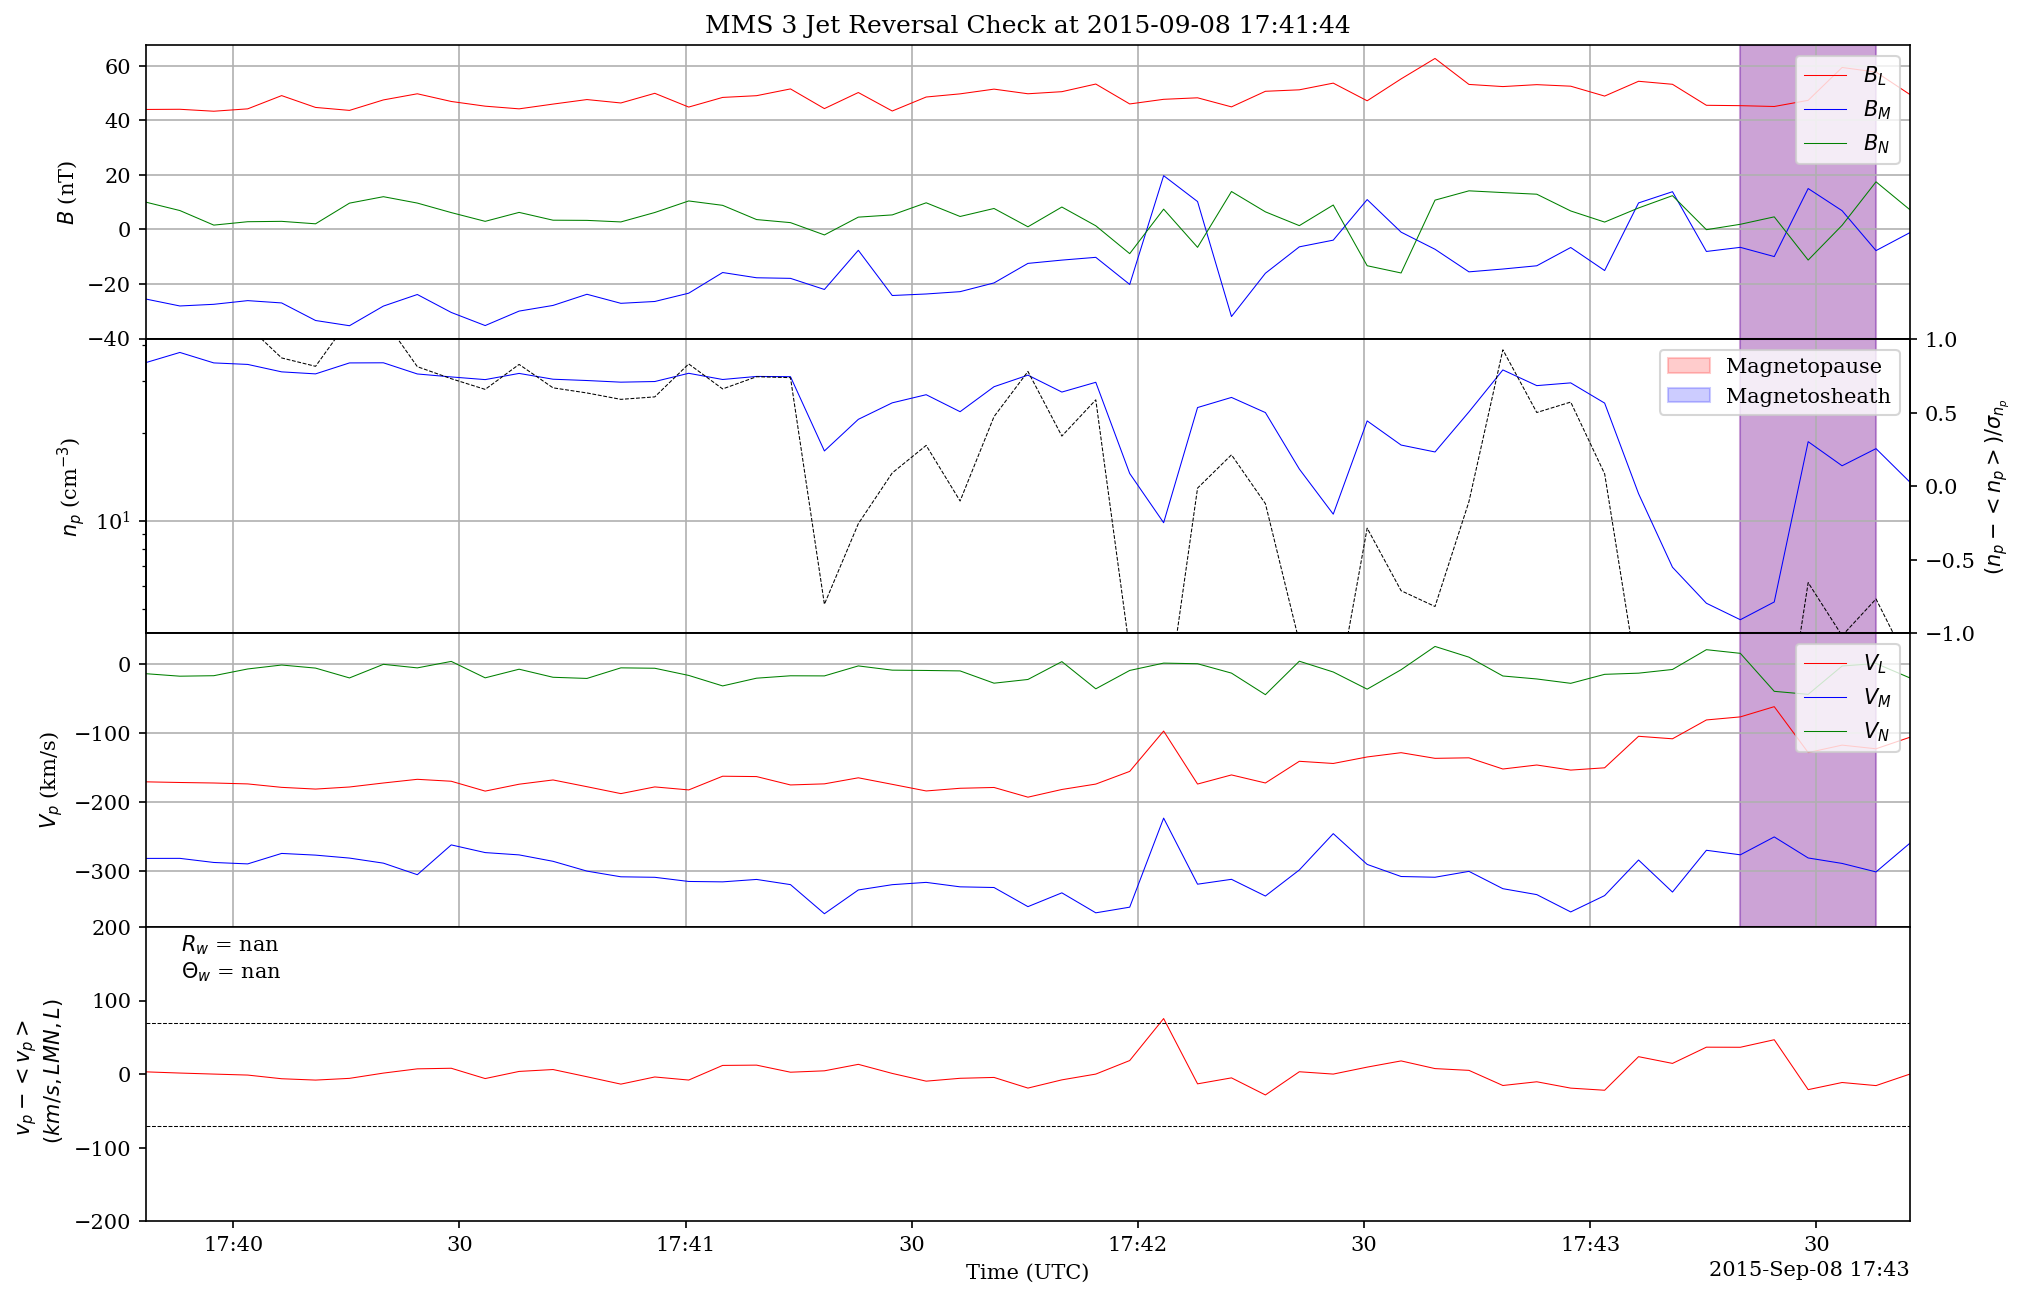 MMS 3 Jet Reversal Check at 2015-09-08 17:41:44
60
40
20
0
−20
−40
B (nT)
B_L
B_M
B_N
10^1
n_p (cm^−3)
Magnetopause
Magnetosheath
1.0
0.5
0.0
−0.5
−1.0
(n_p − < n_p >)/σ_{n_p}
0
−100
−200
−300
V_p (km/s)
V_L
V_M
V_N
200
100
0
−100
−200
v_p − < v_p >
(km/s, LMN, L)
R_w = nan
Θ_w = nan
17:40 30 17:41 30 17:42 30 17:43 30
Time (UTC)
2015-Sep-08 17:43